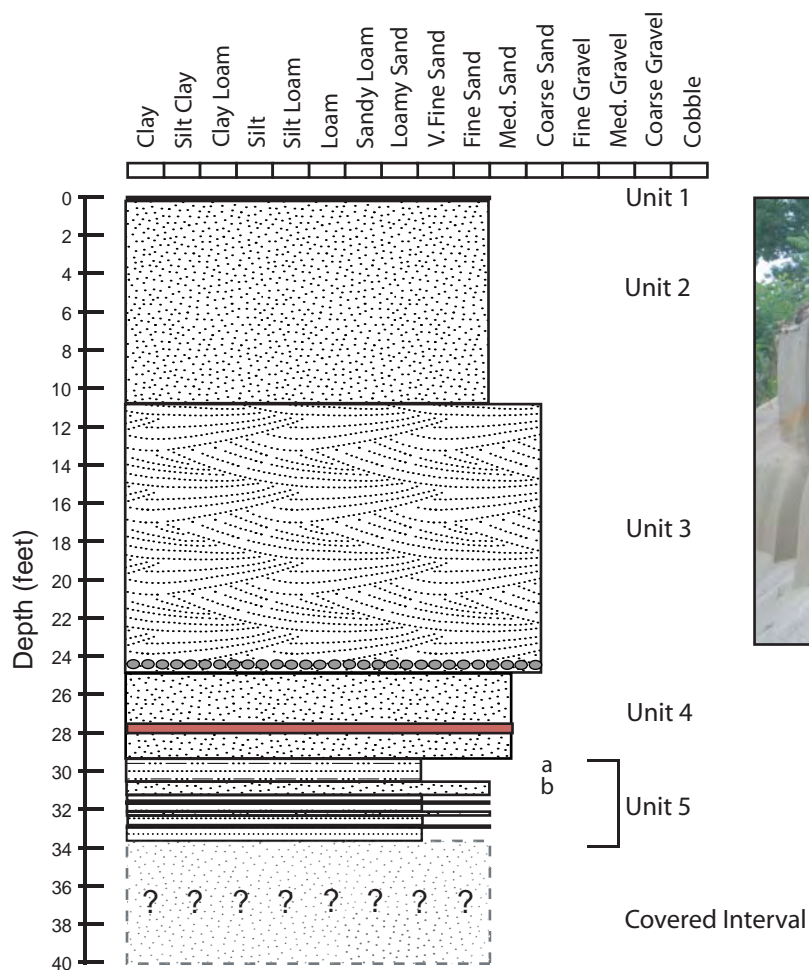 Clay
Silt Clay
Clay Loam
Silt
Silt Loam
Loam
Sandy Loam
Loamy Sand
V. Fine Sand
Fine Sand
Med. Sand
Coarse Sand
Fine Gravel
Med. Gravel
Coarse Gravel
Cobble
Depth (feet)
0
2
4
6
8
10
12
14
16
18
20
22
24
26
28
30
32
34
36
38
40
Unit 1
Unit 2
Unit 3
Unit 4
a
b
Unit 5
? ? ? ? ? ? ? ?
Covered Interval